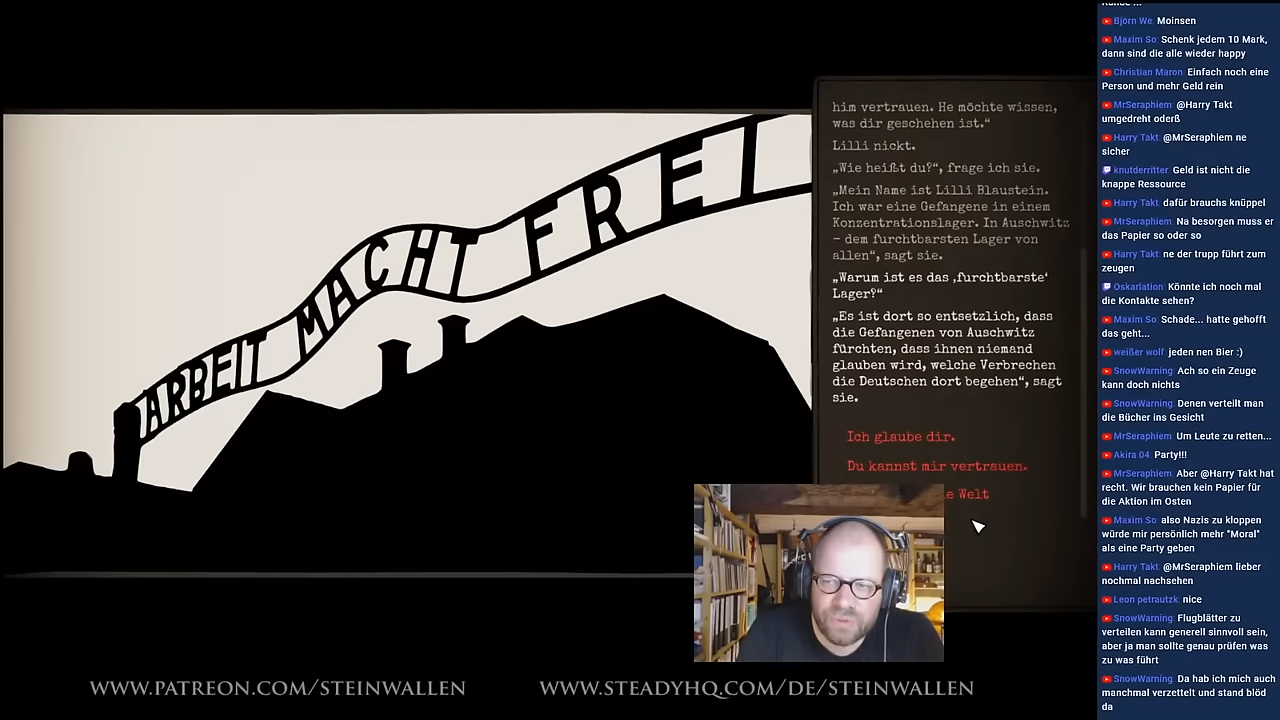 ARBEIT MACHT FREI
him vertrauen. He möchte wissen,
was dir geschehen ist.“
Lilli nickt.
„Wie heißt du?“, frage ich sie.
„Mein Name ist Lilli Blaustein.
Ich war eine Gefangene in einem
Konzentrationslager. In Auschwitz
– dem furchtbarsten Lager von
allen“, sagt sie.
„Warum ist es das ‚furchtbarste‘
Lager?“
„Es ist dort so entsetzlich, dass
die Gefangenen von Auschwitz
fürchten, dass ihnen niemand
glauben wird, welche Verbrechen
die Deutschen dort begehen“, sagt
sie.
Ich glaube dir.
Du kannst mir vertrauen.
Welt
WWW.PATREON.COM/STEINWALLEN
WWW.STEADYHQ.COM/DE/STEINWALLEN
Björn We: Moinsen
Maxim So: Schenk jedem 10 Mark,
dann sind die alle wieder happy
Christian Maron: Einfach noch eine
Person und mehr Geld rein
MrSeraphiem: @Harry Takt
umgedreht oderß
Harry Takt: @MrSeraphiem ne
sicher
knutderritter: Geld ist nicht die
knappe Ressource
Harry Takt: dafür brauchs knüppel
MrSeraphiem: Na besorgen muss er
das Papier so oder so
Harry Takt: ne der trupp führt zum
zeugen
Oskarlation: Könnte ich noch mal
die Kontakte sehen?
Maxim So: Schade... hatte gehofft
das geht...
weißer wolf: jeden nen Bier :)
SnowWarning: Ach so ein Zeuge
kann doch nichts
SnowWarning: Denen verteilt man
die Bücher ins Gesicht
MrSeraphiem: Um Leute zu retten...
Akira 04: Party!!!
MrSeraphiem: Aber @Harry Takt hat
recht. Wir brauchen kein Papier für
die Aktion im Osten
Maxim So: also Nazis zu kloppen
würde mir persönlich mehr "Moral"
als eine Party geben
Harry Takt: @MrSeraphiem lieber
nochmal nachsehen
Leon petrautzk: nice
SnowWarning: Flugblätter zu
verteilen kann generell sinnvoll sein,
aber ja man sollte genau prüfen was
zu was führt
SnowWarning: Da hab ich mich auch
manchmal verzettelt und stand blöd
da